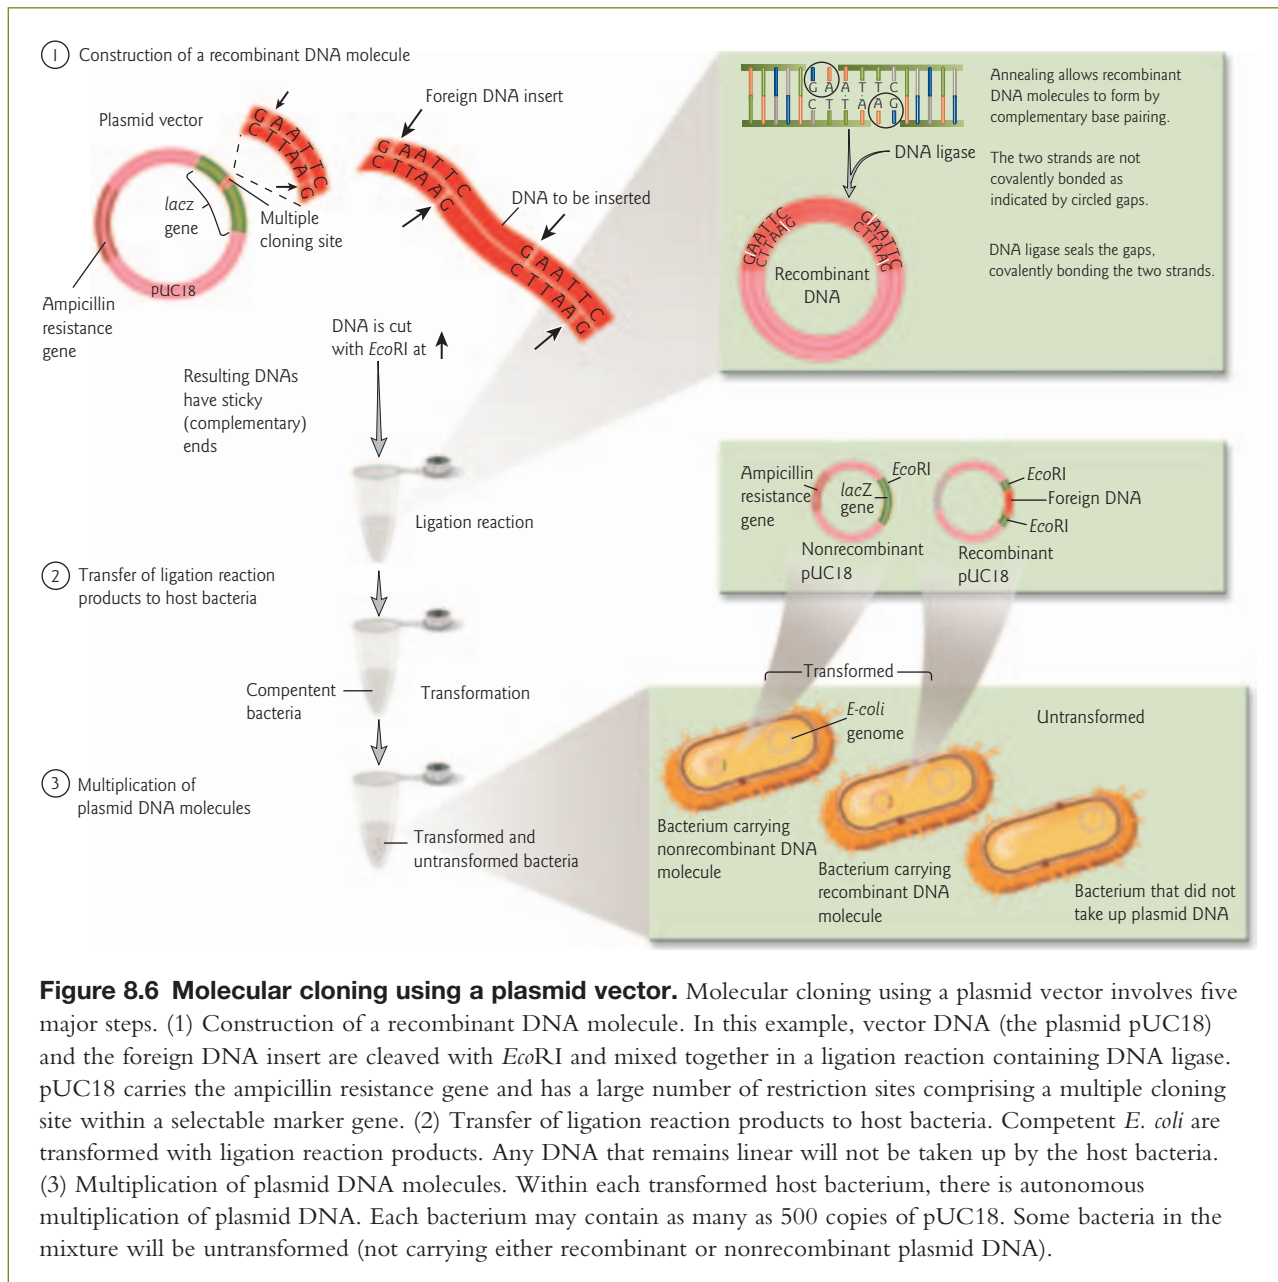 1 Construction of a recombinant DNA molecule
Plasmid vector
GAATTC
CTTAAG
lacz
gene
Multiple
cloning site
pUC18
Ampicillin
resistance
gene
Foreign DNA insert
GAATTC
CTTAAG
DNA to be inserted
GAATTC
CTTAAG
DNA is cut
with EcoRI at
Resulting DNAs
have sticky
(complementary)
ends
Ligation reaction
GAATTC
CTTAAG
DNA ligase
GAATTC
CTTAAG
GAATTC
CTTAAG
Recombinant
DNA
Annealing allows recombinant
DNA molecules to form by
complementary base pairing.
The two strands are not
covalently bonded as
indicated by circled gaps.
DNA ligase seals the gaps,
covalently bonding the two strands.
2 Transfer of ligation reaction
products to host bacteria
Compentent
bacteria
Transformation
Ampicillin
resistance
gene
lacZ
gene
EcoRI
Nonrecombinant
pUC18
EcoRI
Foreign DNA
EcoRI
Recombinant
pUC18
3 Multiplication of
plasmid DNA molecules
Transformed and
untransformed bacteria
Transformed
E-coli
genome
Untransformed
Bacterium carrying
nonrecombinant DNA
molecule
Bacterium carrying
recombinant DNA
molecule
Bacterium that did not
take up plasmid DNA
Figure 8.6 Molecular cloning using a plasmid vector. Molecular cloning using a plasmid vector involves five
major steps. (1) Construction of a recombinant DNA molecule. In this example, vector DNA (the plasmid pUC18)
and the foreign DNA insert are cleaved with EcoRI and mixed together in a ligation reaction containing DNA ligase.
pUC18 carries the ampicillin resistance gene and has a large number of restriction sites comprising a multiple cloning
site within a selectable marker gene. (2) Transfer of ligation reaction products to host bacteria. Competent E. coli are
transformed with ligation reaction products. Any DNA that remains linear will not be taken up by the host bacteria.
(3) Multiplication of plasmid DNA molecules. Within each transformed host bacterium, there is autonomous
multiplication of plasmid DNA. Each bacterium may contain as many as 500 copies of pUC18. Some bacteria in the
mixture will be untransformed (not carrying either recombinant or nonrecombinant plasmid DNA).